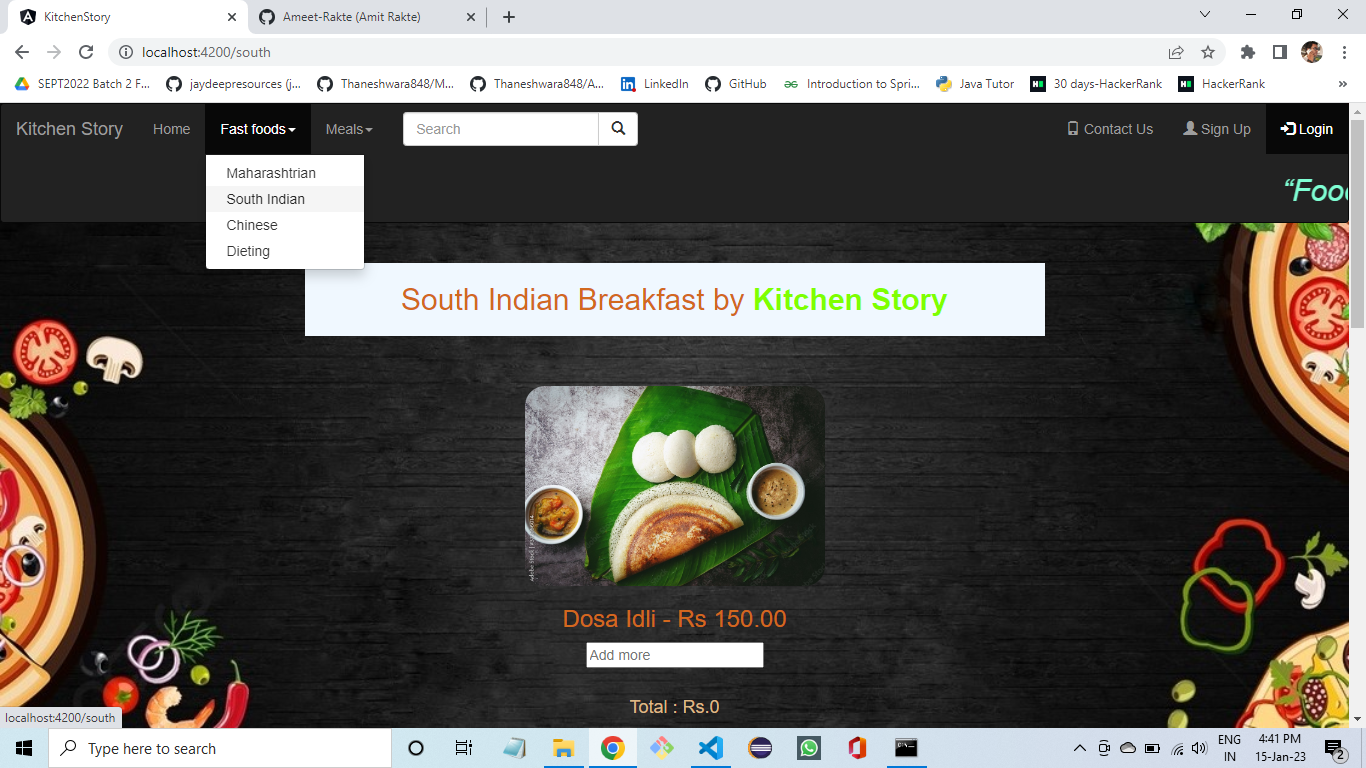 KitchenStory
Ameet-Rakte (Amit Rakte)
localhost:4200/south
SEPT2022 Batch 2 F...
jaydeepresources (j...
Thaneshwara848/M...
Thaneshwara848/A...
LinkedIn
GitHub
Introduction to Spri...
Java Tutor
30 days-HackerRank
HackerRank
Kitchen Story
Home
Fast foods
Meals
Search
Contact Us
Sign Up
Login
Maharashtrian
South Indian
Chinese
Dieting
“Food
South Indian Breakfast by Kitchen Story
Dosa Idli - Rs 150.00
Add more
Total : Rs.0
localhost:4200/south
Type here to search
ENG
IN
4:41 PM
15-Jan-23
2